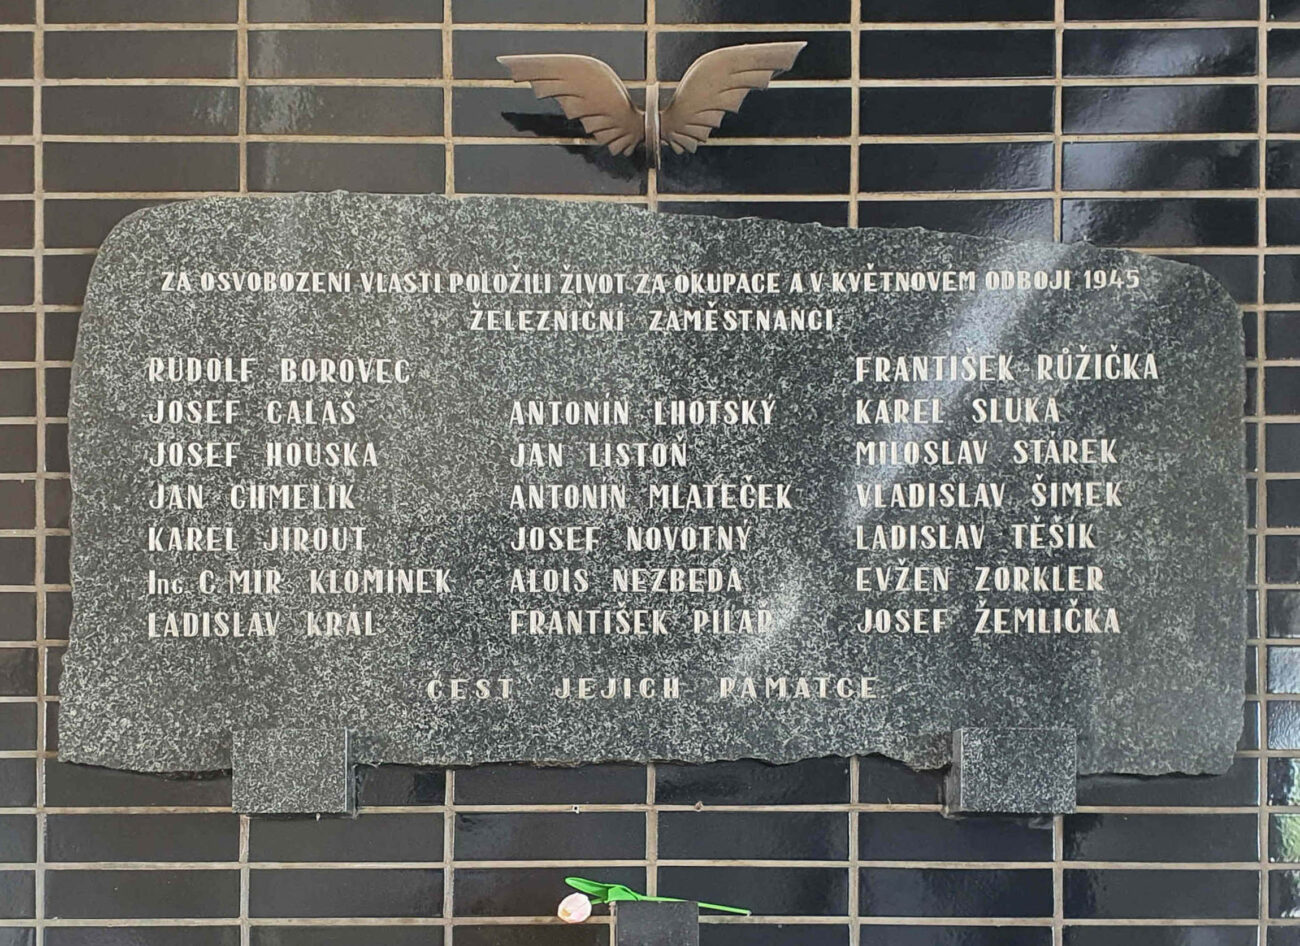 ZA OSVOBOZENÍ VLASTI POLOŽILI ŽIVOT ZA OKUPACE A V KVĚTNOVÉM ODBOJI 1945
ŽELEZNIČNÍ ZAMĚSTNANCI:
RUDOLF BOROVEC
JOSEF CALAŠ
JOSEF HOUSKA
JAN CHMELÍK
KAREL JIROUT
Ing. C·MÍR KLOMÍNEK
LADISLAV KRÁL
ANTONÍN LHOTSKÝ
JAN LISTOŇ
ANTONÍN MLATEČEK
JOSEF NOVOTNÝ
ALOIS NEZBEDA
FRANTIŠEK PILAŘ
FRANTIŠEK RŮŽIČKA
KAREL SLUKA
MILOSLAV STÁREK
VLADISLAV ŠIMEK
LADISLAV TĚŠÍK
EVŽEN ZORKLER
JOSEF ŽEMLIČKA
ČEST JEJICH PAMÁTCE